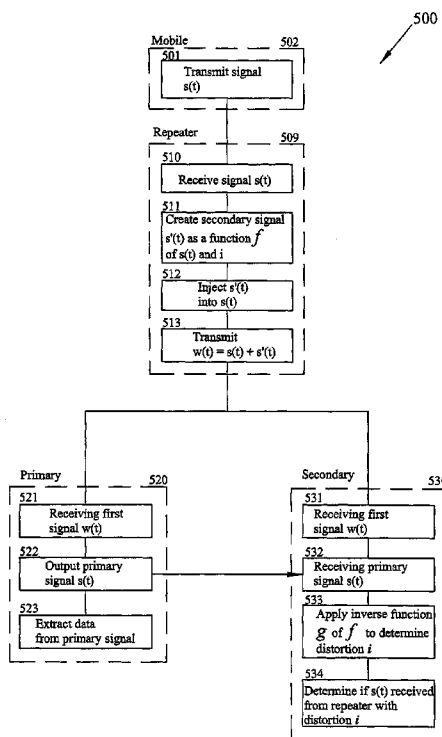 500
Mobile 502
501
Transmit signal
s(t)
Repeater 509
510
Receive signal s(t)
511
Create secondary signal
s'(t) as a function f
of s(t) and i
512
Inject s'(t)
into s(t)
513
Transmit
w(t) = s(t) + s'(t)
Primary 520
521
Receiving first
signal w(t)
522
Output primary
signal s(t)
523
Extract data
from primary signal
Secondary
531
Receiving first
signal w(t)
532
Receiving primary
signal s(t)
533
Apply inverse function
g of f to determine
distortion i
534
Determine if s(t) received
from repeater with
distortion i